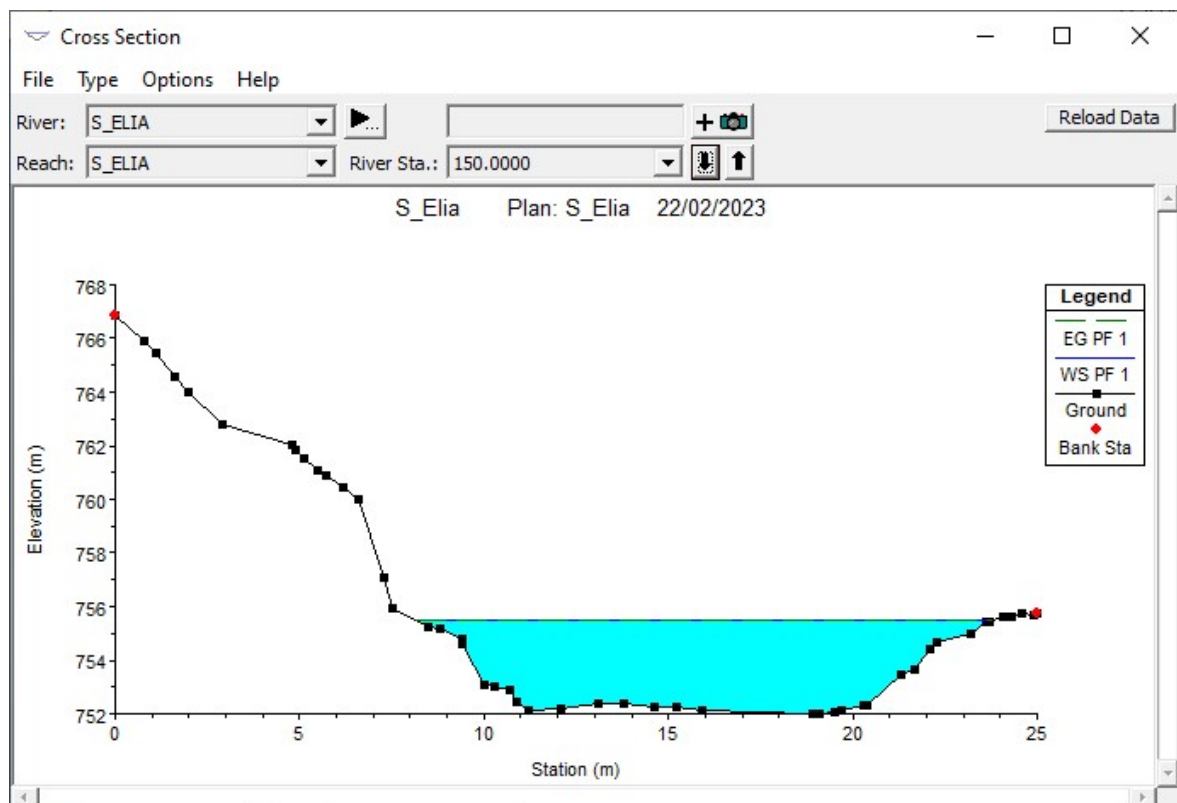 Cross Section
File Type Options Help
River: S_ELIA
Reload Data
Reach: S_ELIA River Sta.: 150.0000
S_Elia Plan: S_Elia 22/02/2023
768
766
764
762
760
758
756
754
752
0 5 10 15 20 25
Elevation (m)
Station (m)
Legend
EG PF 1
WS PF 1
Ground
Bank Sta